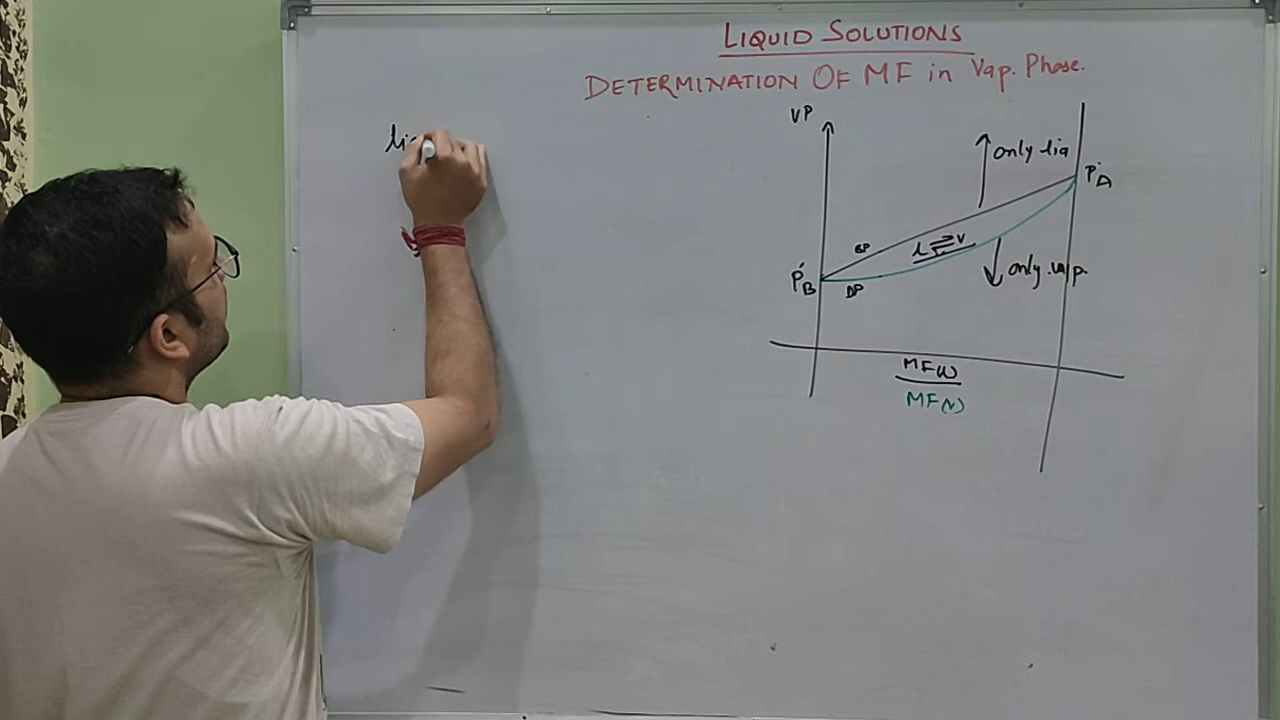 LIQUID SOLUTIONS
DETERMINATION OF MF in Vap. Phase.
VP
only liq
P°A
BP
l ⇌ v
P°B
DP
only vap.
MF(l)
MF(v)